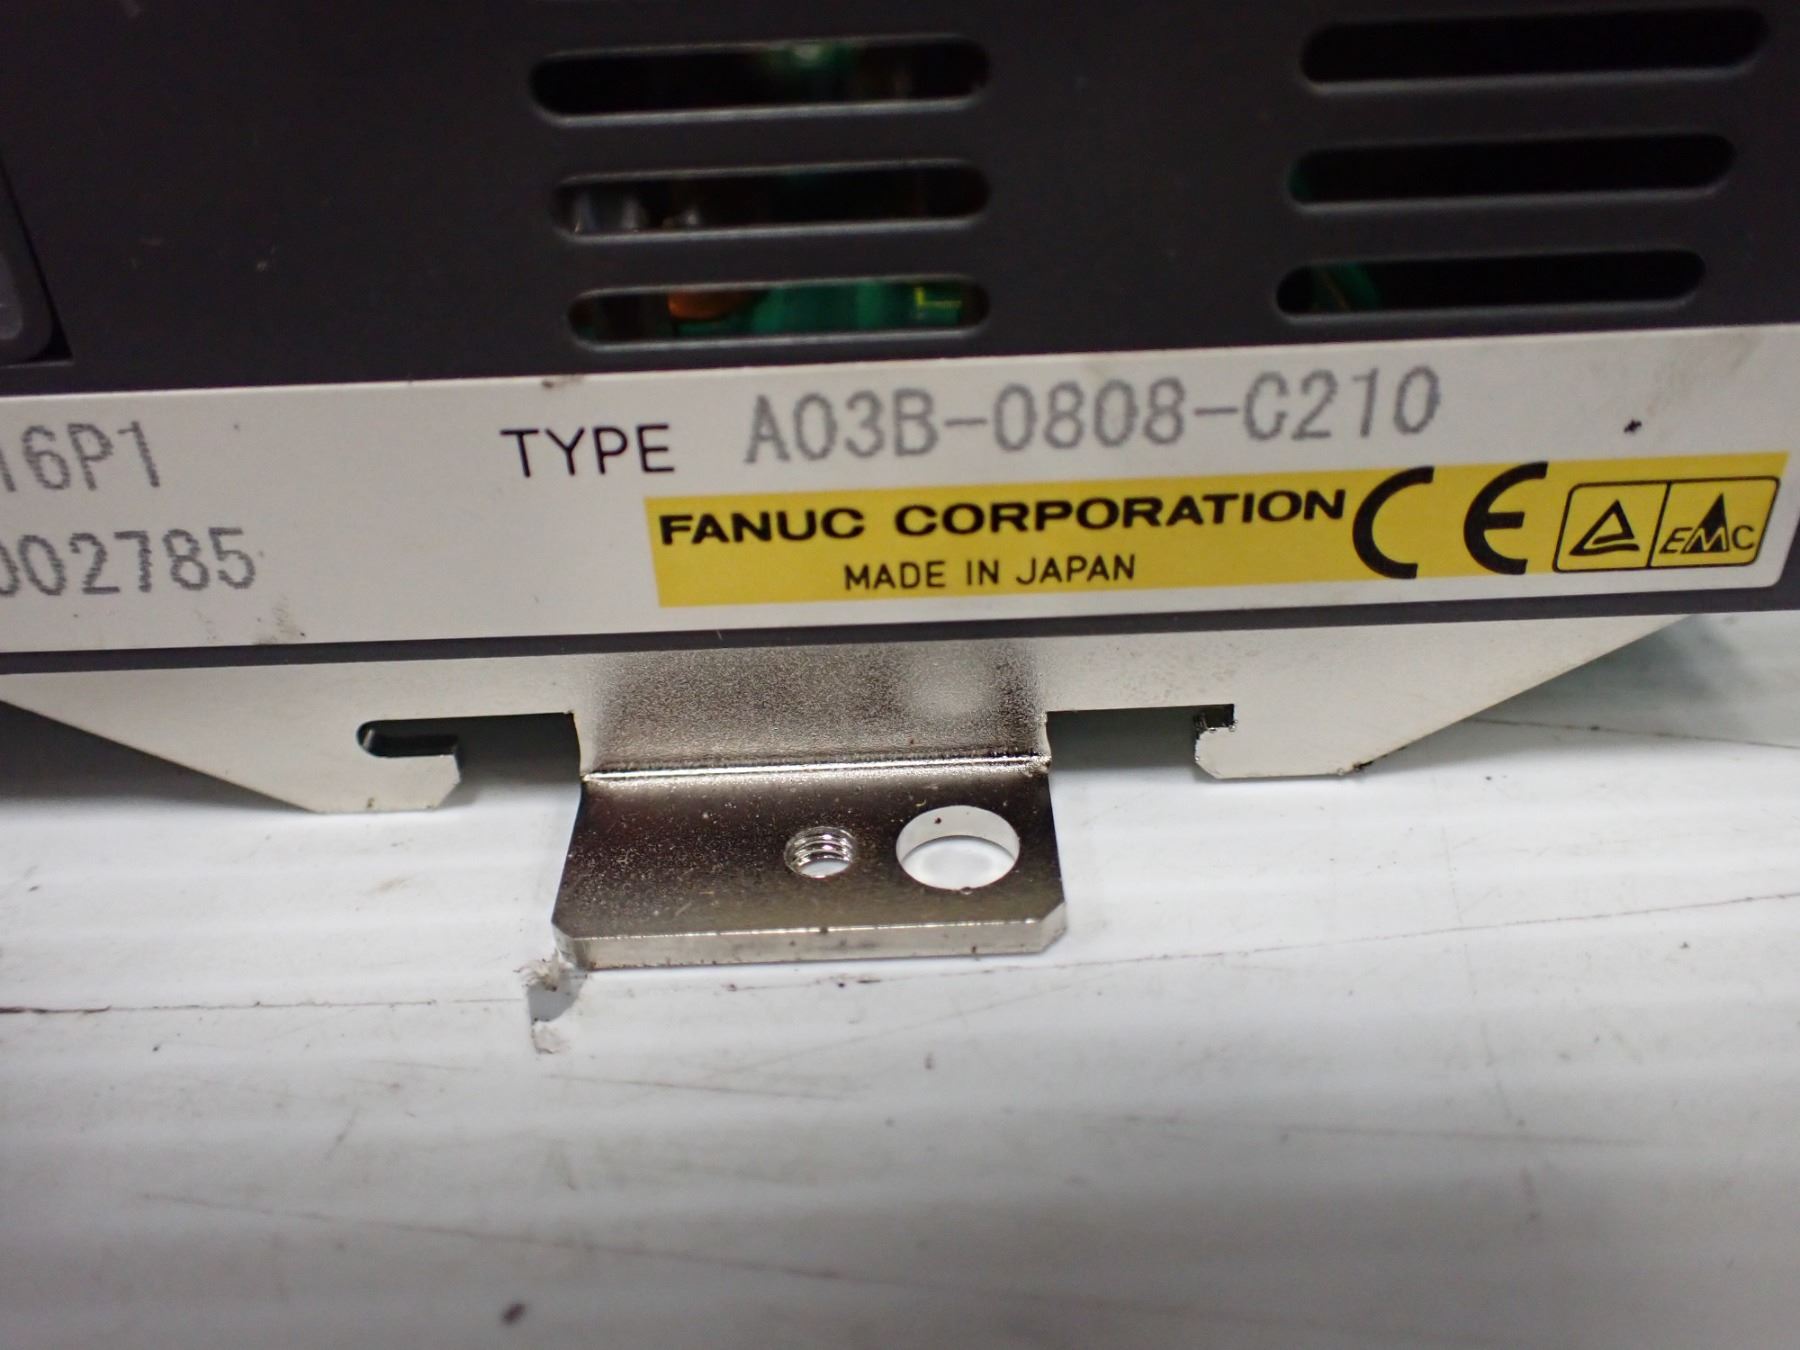 16P1
TYPE A03B-0808-C210
002785
FANUC CORPORATION CE
MADE IN JAPAN
EMC